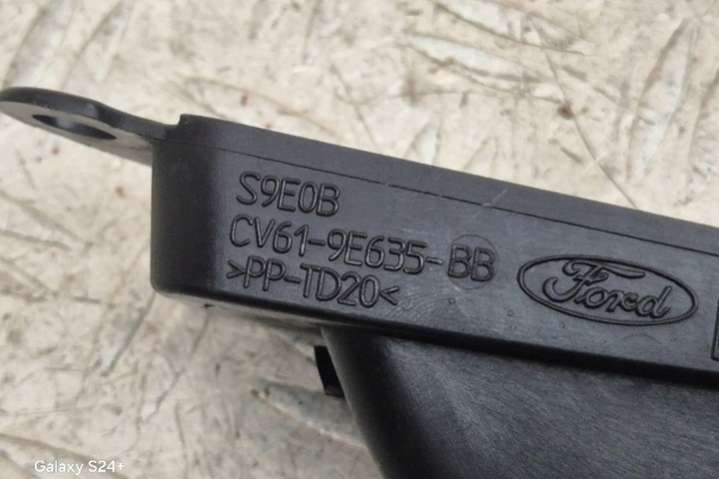 S9E0B
CV61-9E635-BB
>PP-TD20<
Ford
Galaxy S24+